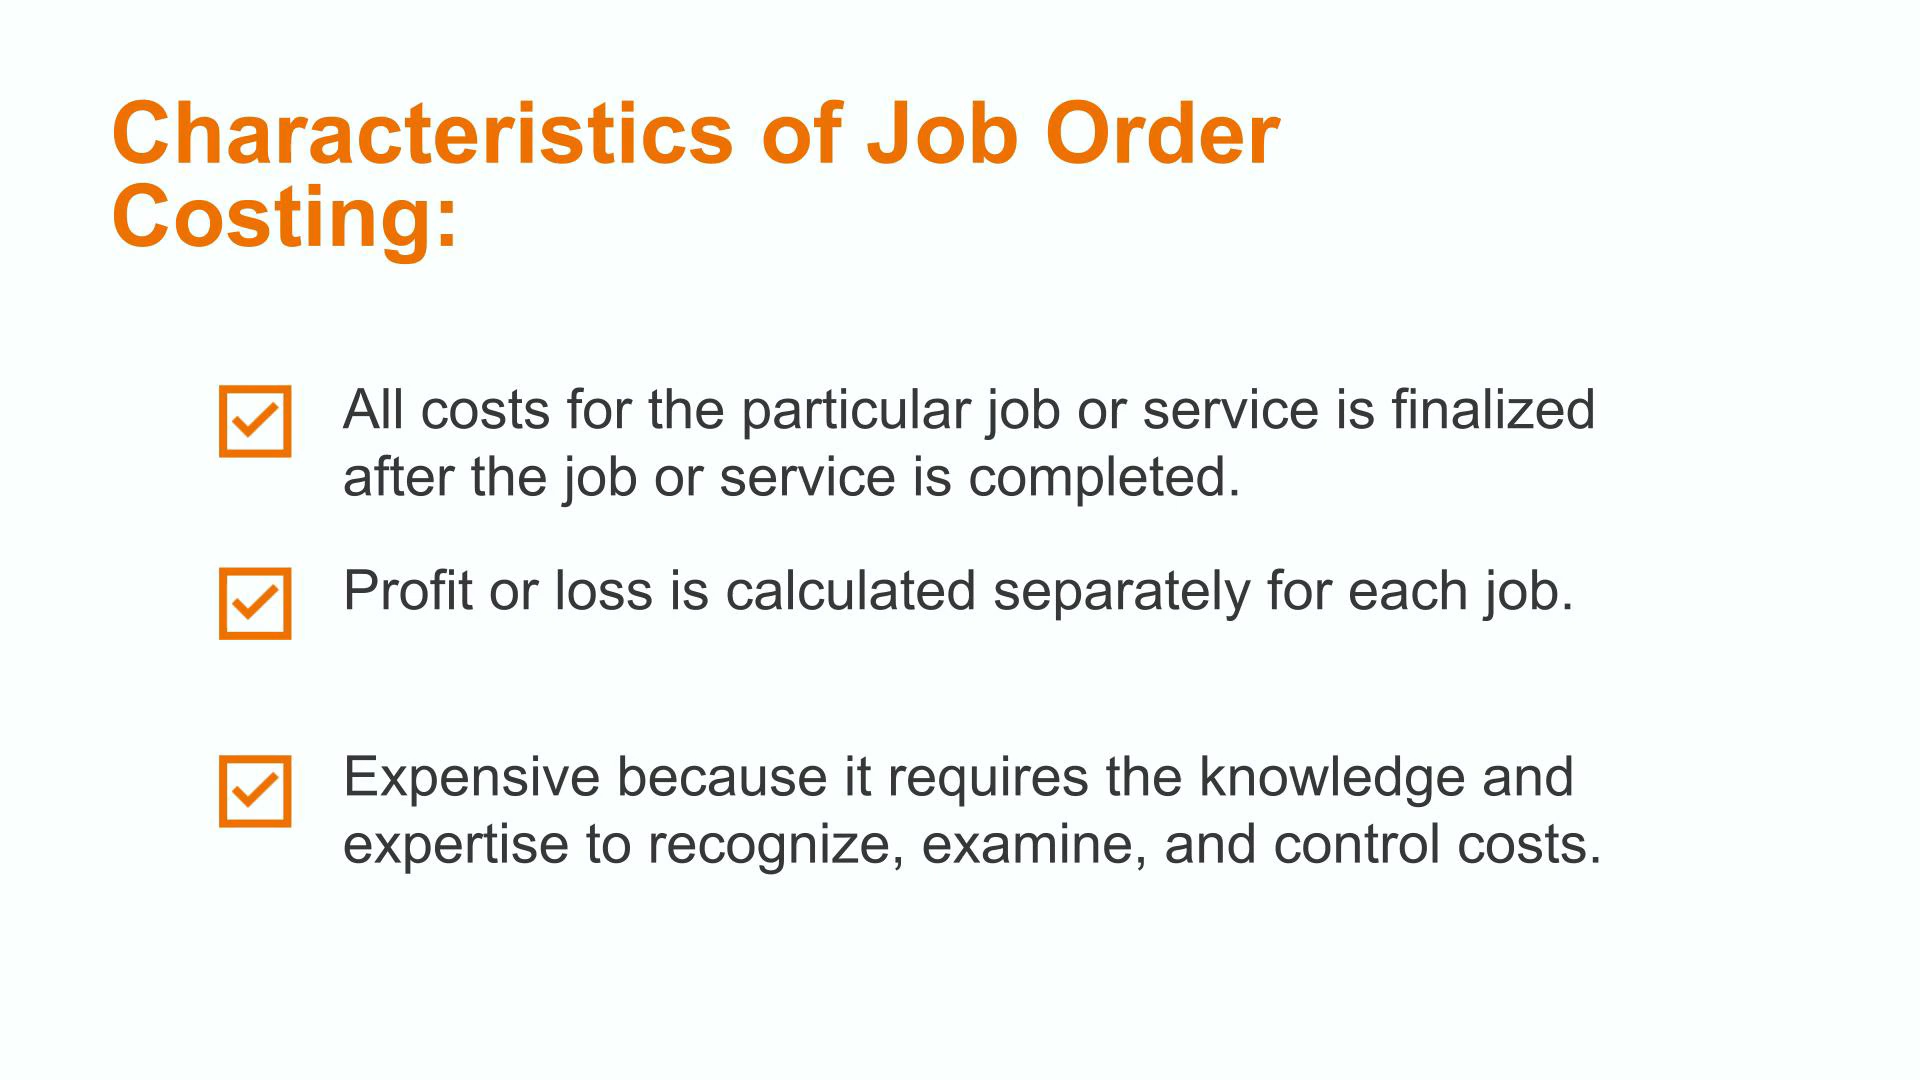 Characteristics of Job Order
Costing:
All costs for the particular job or service is finalized
after the job or service is completed.
Profit or loss is calculated separately for each job.
Expensive because it requires the knowledge and
expertise to recognize, examine, and control costs.